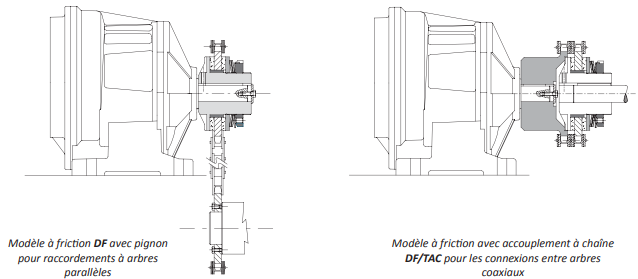 Modèle à friction DF avec pignon
pour raccordements à arbres
parallèles
Modèle à friction avec accouplement à chaîne
DF/TAC pour les connexions entre arbres
coaxiaux